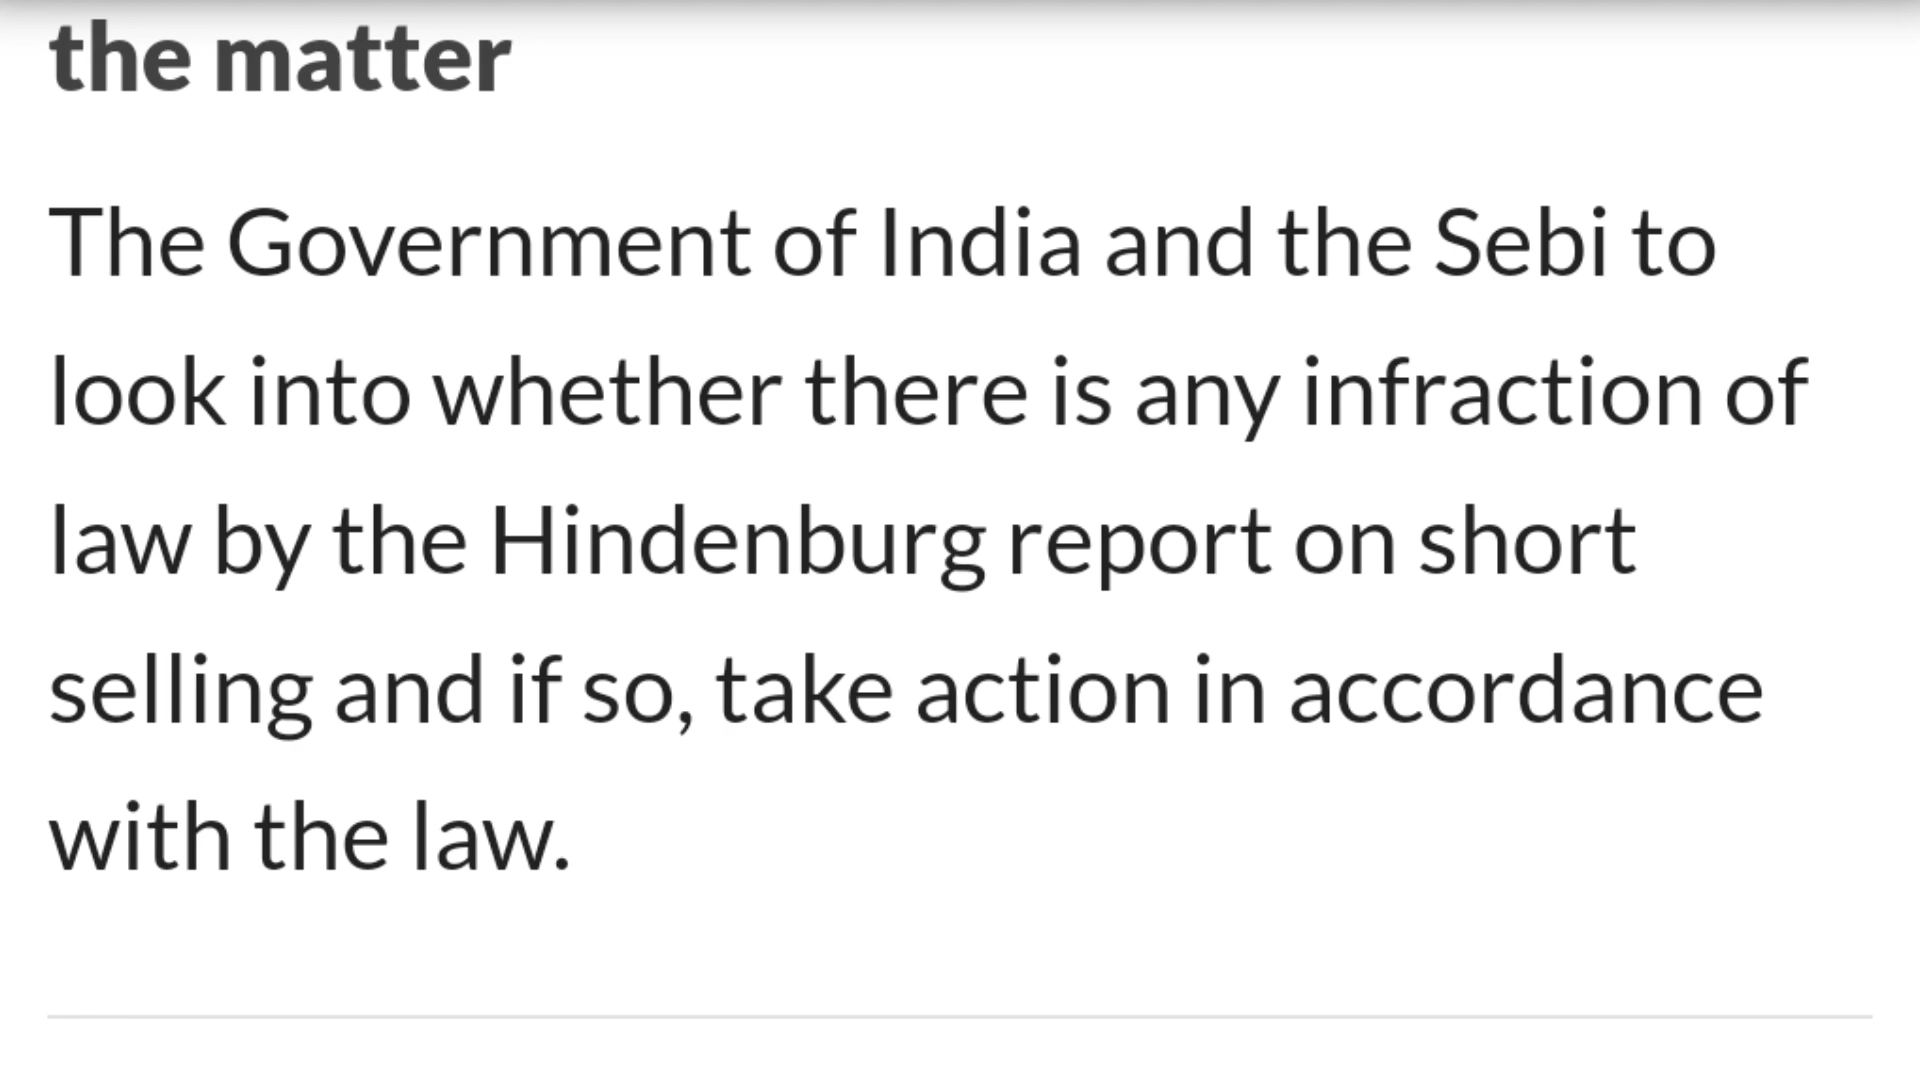 the matter
The Government of India and the Sebi to
look into whether there is any infraction of
law by the Hindenburg report on short
selling and if so, take action in accordance
with the law.